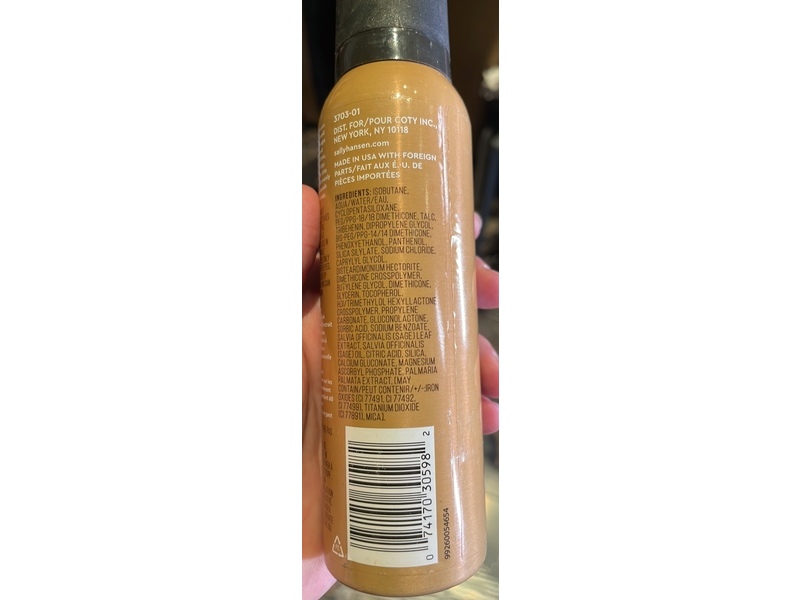 3703-01
DIST. FOR/POUR COTY INC.,
NEW YORK, NY 10118
sallyhansen.com
MADE IN USA WITH FOREIGN
PARTS/FAIT AUX É.-U. DE
PIÈCES IMPORTÉES
INGREDIENTS: ISOBUTANE,
AQUA/WATER/EAU,
CYCLOPENTASILOXANE,
PEG/PPG-18/18 DIMETHICONE, TALC,
TRIBEHENIN, DIPROPYLENE GLYCOL,
BIS-PEG/PPG-14/14 DIMETHICONE,
PHENOXYETHANOL, PANTHENOL,
SILICA SILYLATE, SODIUM CHLORIDE,
CAPRYLYL GLYCOL,
DISTEARDIMONIUM HECTORITE,
DIMETHICONE CROSSPOLYMER,
BUTYLENE GLYCOL, DIMETHICONE,
GLYCERIN, TOCOPHEROL,
HEX/TRIMETHYLOL HEXYLLACTONE
CROSSPOLYMER, PROPYLENE
CARBONATE, GLUCONOLACTONE,
SORBIC ACID, SODIUM BENZOATE,
SALVIA OFFICINALIS (SAGE) LEAF
EXTRACT, SALVIA OFFICINALIS
(SAGE) OIL, CITRIC ACID, SILICA,
CALCIUM GLUCONATE, MAGNESIUM
ASCORBYL PHOSPHATE, PALMARIA
PALMATA EXTRACT, [MAY
CONTAIN/PEUT CONTENIR/+/-:IRON
OXIDES (CI 77491, CI 77492,
CI 77499), TITANIUM DIOXIDE
(CI 77891), MICA].
0 74170 30598 2
99260054654